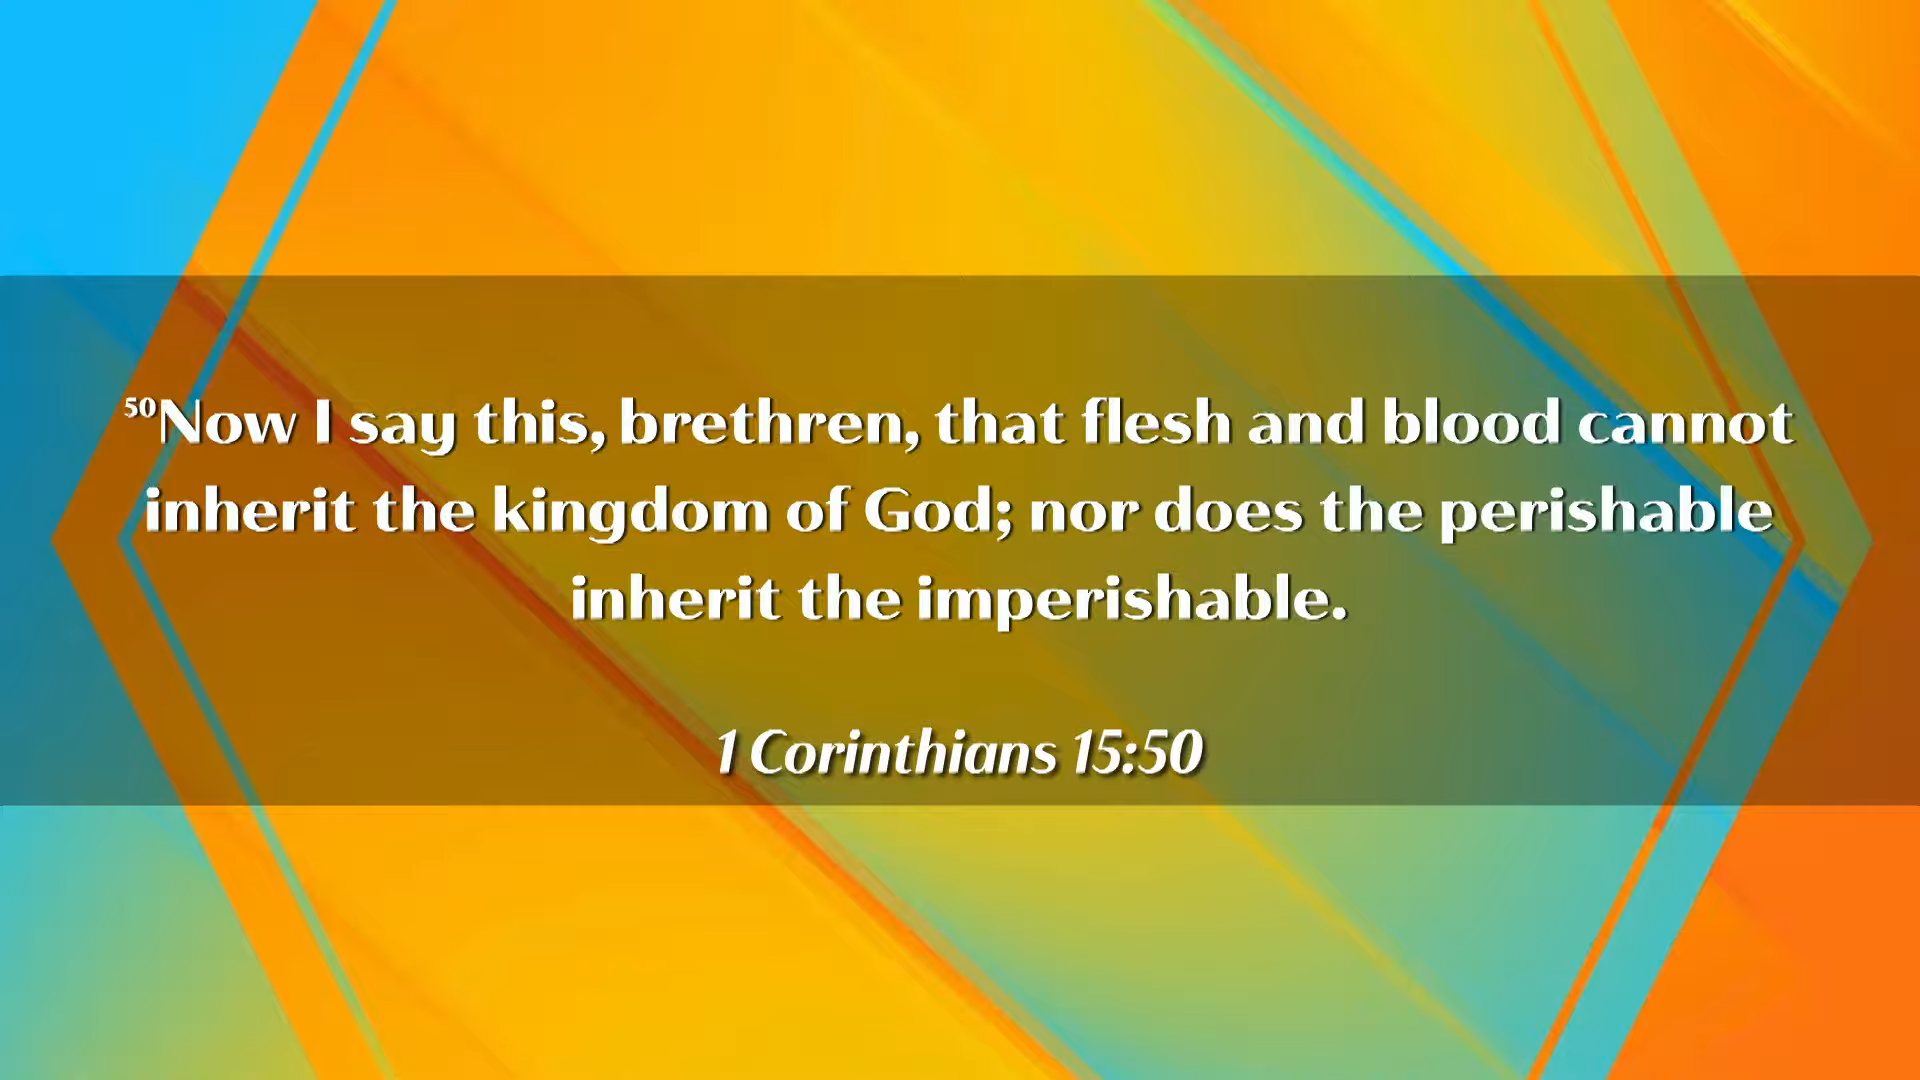 50Now I say this, brethren, that flesh and blood cannot
inherit the kingdom of God; nor does the perishable
inherit the imperishable.
1 Corinthians 15:50